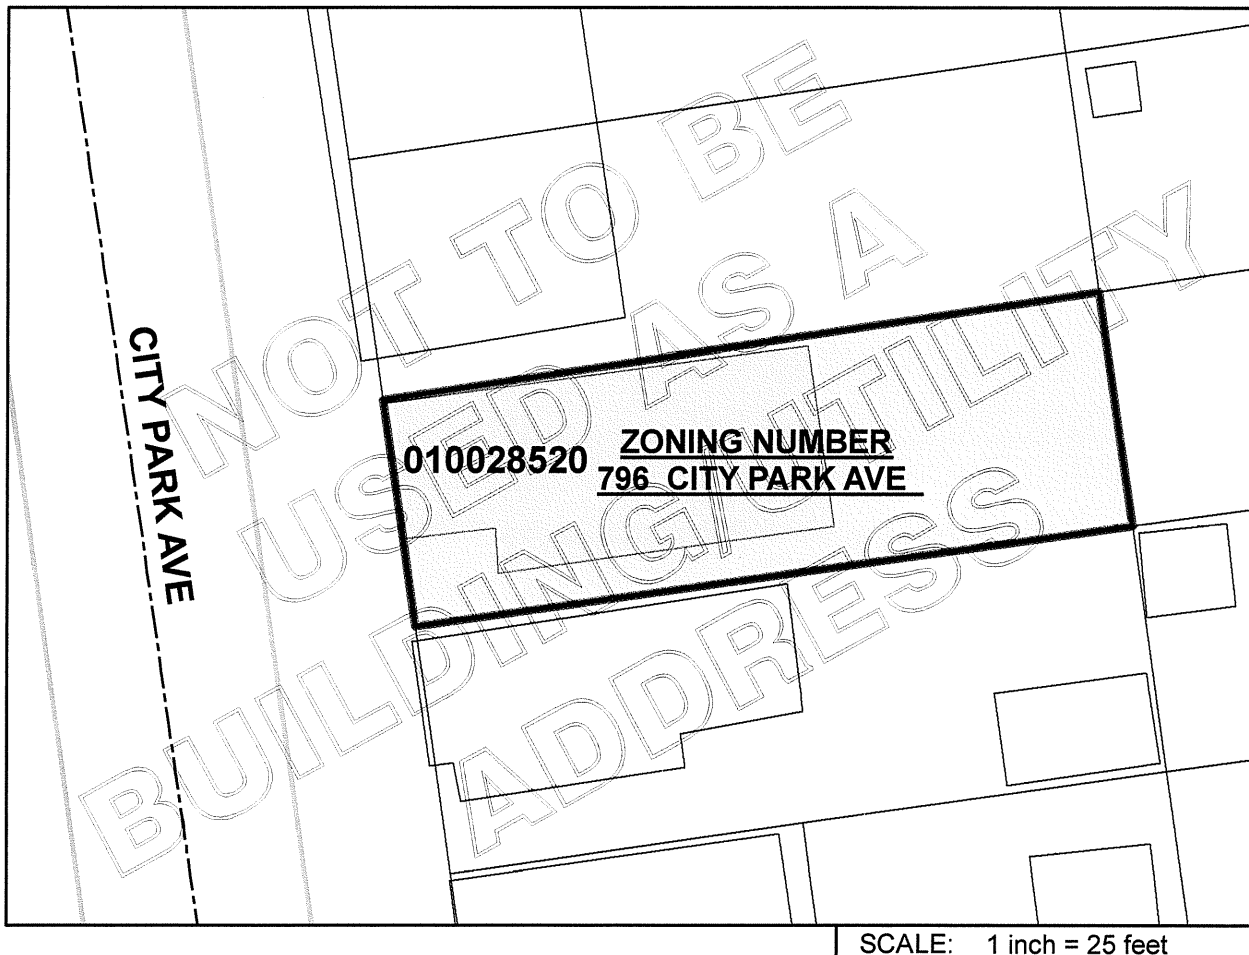 NOT TO BE
USED AS A
BUILDING/UTILITY
ADDRESS
CITY PARK AVE
010028520
ZONING NUMBER
796 CITY PARK AVE
SCALE: 1 inch = 25 feet